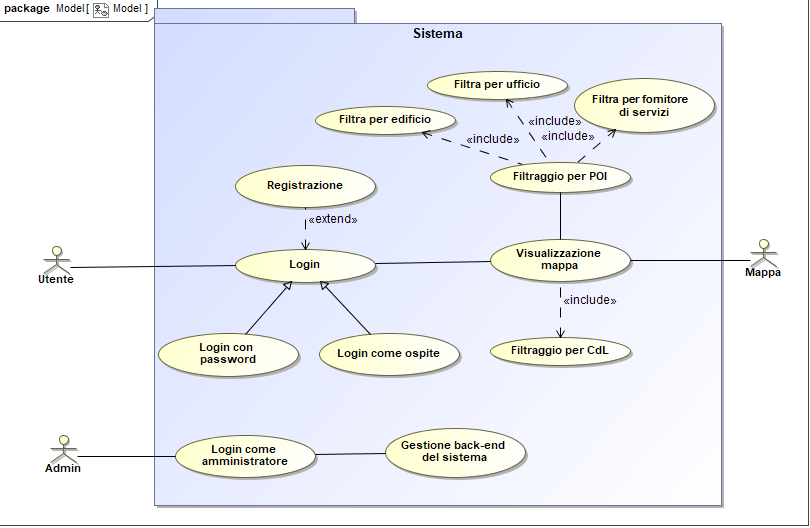 package Model [ Model ]
Sistema
Filtra per ufficio
Filtra per fornitore
di servizi
Filtra per edificio
«include»
«include»
«include»
Filtraggio per POI
Registrazione
«extend»
Visualizzazione
mappa
Login
Utente
Mappa
«include»
Login con
password
Login come ospite
Filtraggio per CdL
Login come
amministratore
Gestione back-end
del sistema
Admin